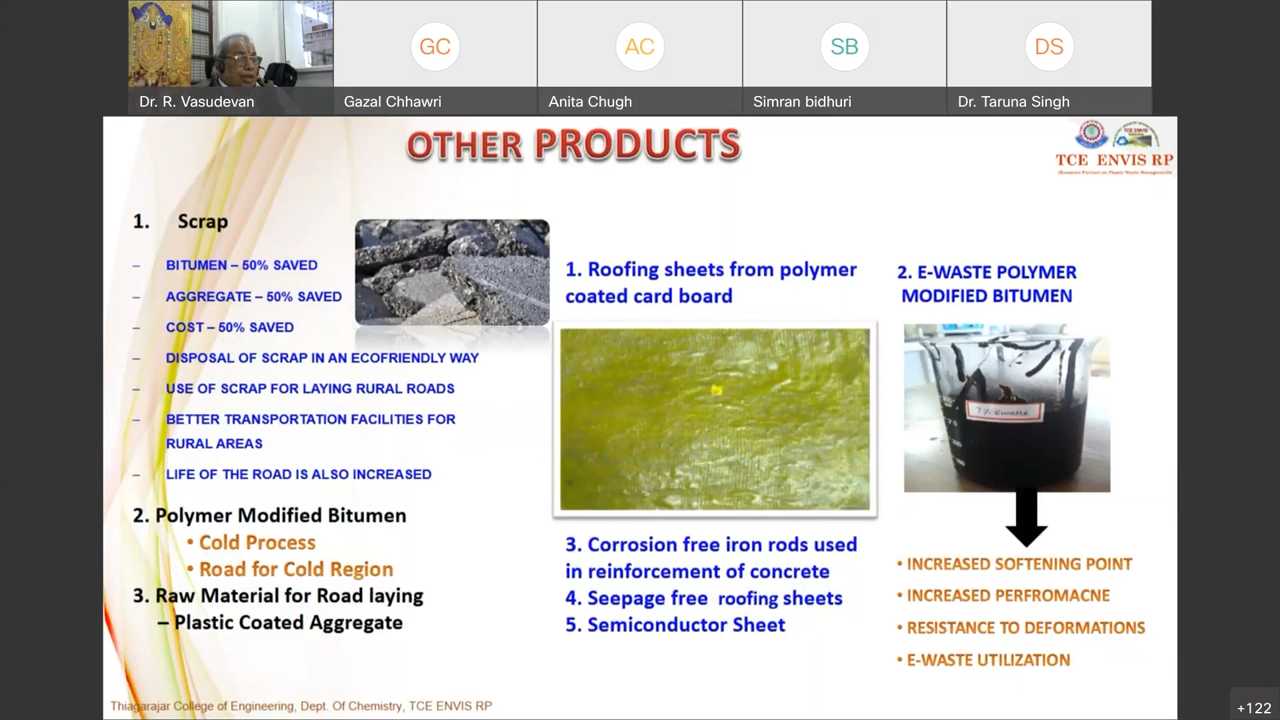 GC
AC
SB
DS
Dr. R. Vasudevan
Gazal Chhawri
Anita Chugh
Simran bidhuri
Dr. Taruna Singh
OTHER PRODUCTS
TCE ENVIS RP
(Resource Partner on Plastic Waste Management)
1. Scrap
– BITUMEN – 50% SAVED
– AGGREGATE – 50% SAVED
– COST – 50% SAVED
– DISPOSAL OF SCRAP IN AN ECOFRIENDLY WAY
– USE OF SCRAP FOR LAYING RURAL ROADS
– BETTER TRANSPORTATION FACILITIES FOR
RURAL AREAS
– LIFE OF THE ROAD IS ALSO INCREASED
2. Polymer Modified Bitumen
• Cold Process
• Road for Cold Region
3. Raw Material for Road laying
– Plastic Coated Aggregate
1. Roofing sheets from polymer
coated card board
3. Corrosion free iron rods used
in reinforcement of concrete
4. Seepage free roofing sheets
5. Semiconductor Sheet
2. E-WASTE POLYMER
MODIFIED BITUMEN
• INCREASED SOFTENING POINT
• INCREASED PERFROMACNE
• RESISTANCE TO DEFORMATIONS
• E-WASTE UTILIZATION
Thiagarajar College of Engineering, Dept. Of Chemistry, TCE ENVIS RP
+122